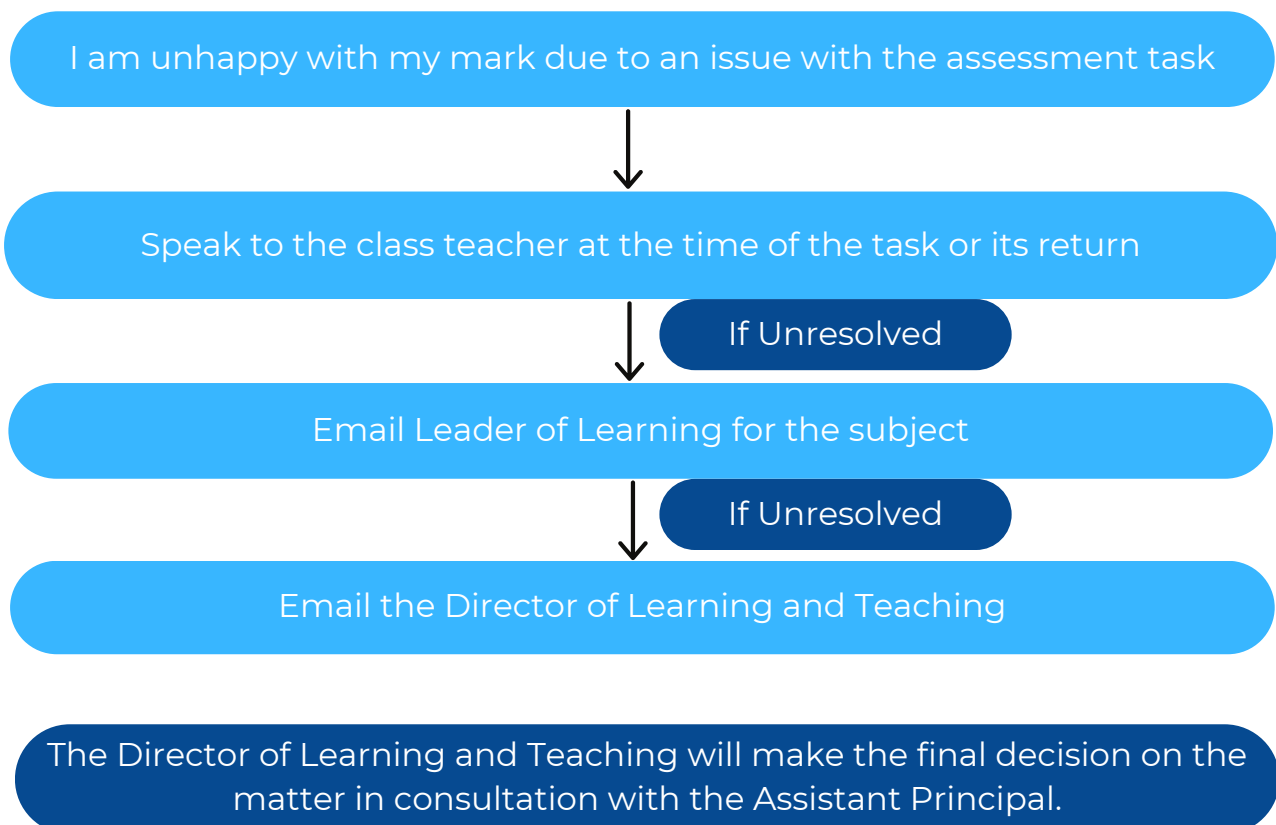 I am unhappy with my mark due to an issue with the assessment task
Speak to the class teacher at the time of the task or its return
If Unresolved
Email Leader of Learning for the subject
If Unresolved
Email the Director of Learning and Teaching
The Director of Learning and Teaching will make the final decision on the
matter in consultation with the Assistant Principal.